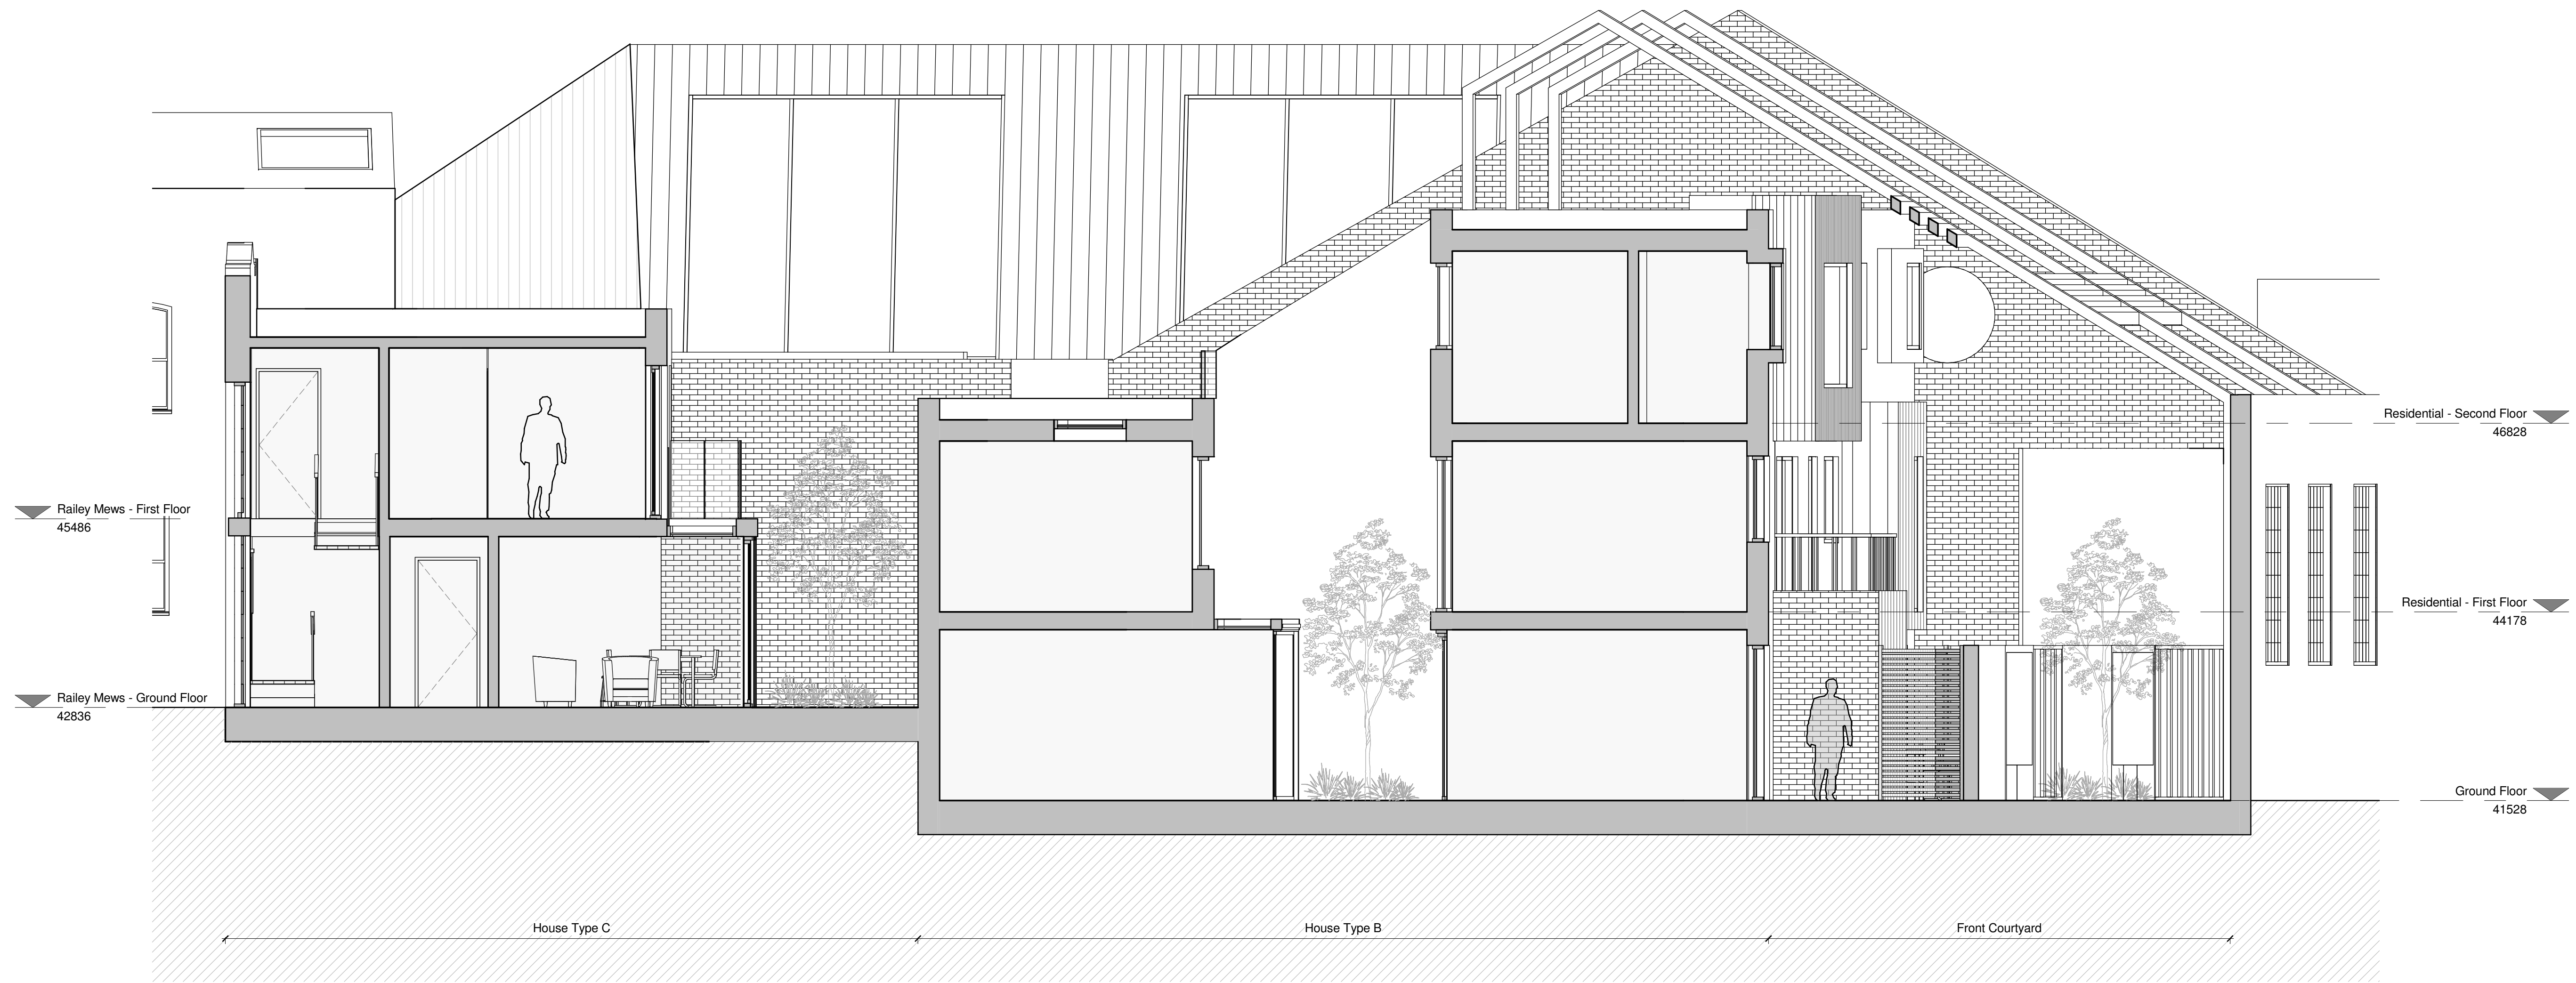 Residential - Second Floor
46828
Railey Mews - First Floor
45486
Residential - First Floor
44178
Railey Mews - Ground Floor
42836
Ground Floor
41528
House Type C
House Type B
Front Courtyard